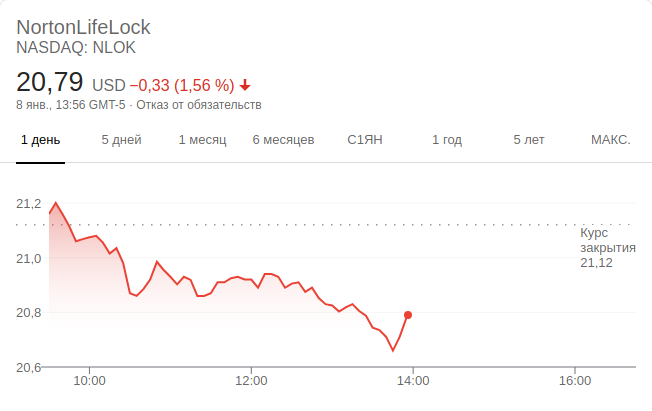 NortonLifeLock
NASDAQ: NLOK
20,79 USD −0,33 (1,56 %)
8 янв., 13:56 GMT-5 · Отказ от обязательств
1 день 5 дней 1 месяц 6 месяцев С1ЯН 1 год 5 лет МАКС.
21,2
Курс
закрытия
21,12
21,0
20,8
20,6
10:00 12:00 14:00 16:00